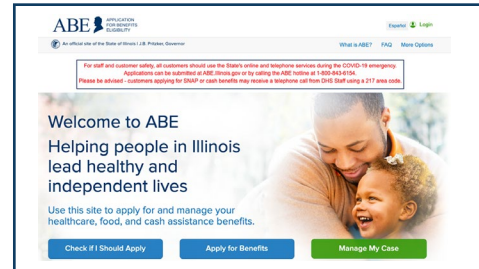 ABE
APPLICATION
FOR BENEFITS
ELIGIBILITY
Español Login
An official site of the State of Illinois | J.B. Pritzker, Governor
What is ABE? FAQ More Options
For staff and customer safety, all customers should use the State's online and telephone services during the COVID-19 emergency.
Applications can be submitted at ABE.Illinois.gov or by calling the ABE hotline at 1-800-843-6154.
Please be advised - customers applying for SNAP or cash benefits may receive a telephone call from DHS Staff using a 217 area code.
Welcome to ABE
Helping people in Illinois
lead healthy and
independent lives
Use this site to apply for and manage your
healthcare, food, and cash assistance benefits.
Check if I Should Apply
Apply for Benefits
Manage My Case